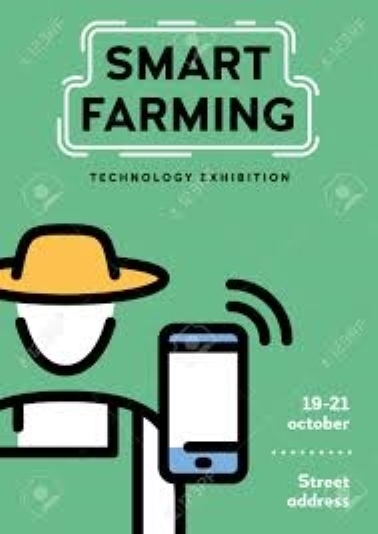 SMART
FARMING
TECHNOLOGY EXHIBITION
19-21
october
Street
address